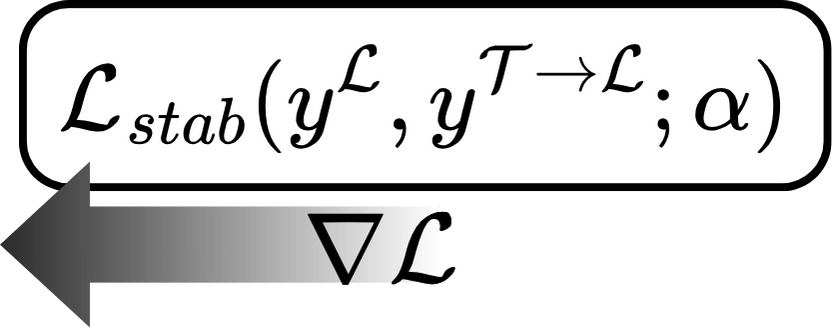 ℒ_{stab}(y^{ℒ}, y^{𝒯→ℒ}; α)
∇ℒ